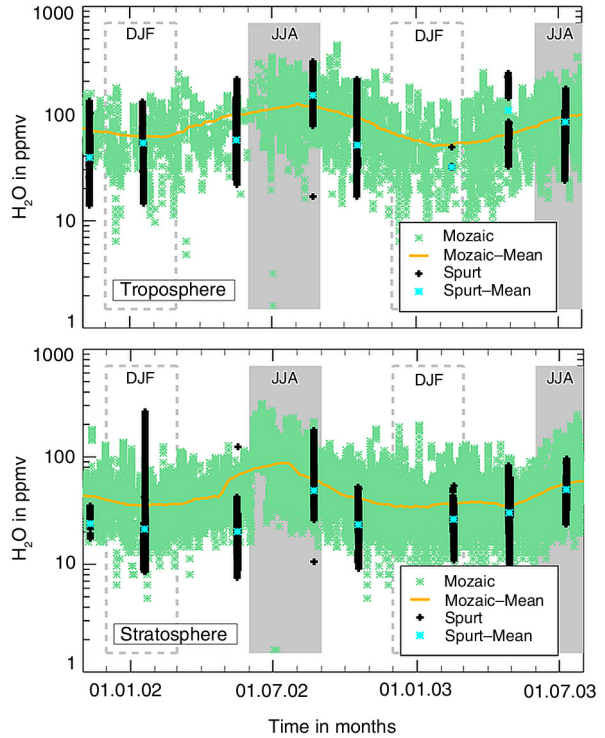 1000
100
10
1
H2O in ppmv
DJF
JJA
DJF
JJA
Mozaic
Mozaic–Mean
Spurt
Spurt–Mean
Troposphere
1000
100
10
1
H2O in ppmv
DJF
JJA
DJF
JJA
Mozaic
Mozaic–Mean
Spurt
Spurt–Mean
Stratosphere
01.01.02
01.07.02
01.01.03
01.07.03
Time in months